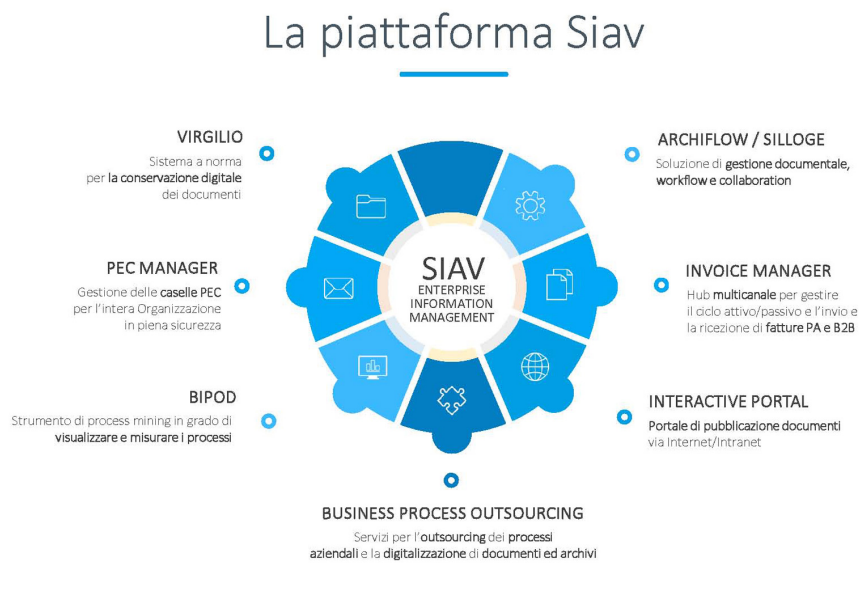 La piattaforma Siav
VIRGILIO
Sistema a norma
per la conservazione digitale
dei documenti
PEC MANAGER
Gestione delle caselle PEC
per l'intera Organizzazione
in piena sicurezza
BIPOD
Strumento di process mining in grado di
visualizzare e misurare i processi
SIAV
ENTERPRISE
INFORMATION
MANAGEMENT
ARCHIFLOW / SILLOGE
Soluzione di gestione documentale,
workflow e collaboration
INVOICE MANAGER
Hub multicanale per gestire
il ciclo attivo/passivo e l'invio e
la ricezione di fatture PA e B2B
INTERACTIVE PORTAL
Portale di pubblicazione documenti
via Internet/Intranet
BUSINESS PROCESS OUTSOURCING
Servizi per l'outsourcing dei processi
aziendali e la digitalizzazione di documenti ed archivi